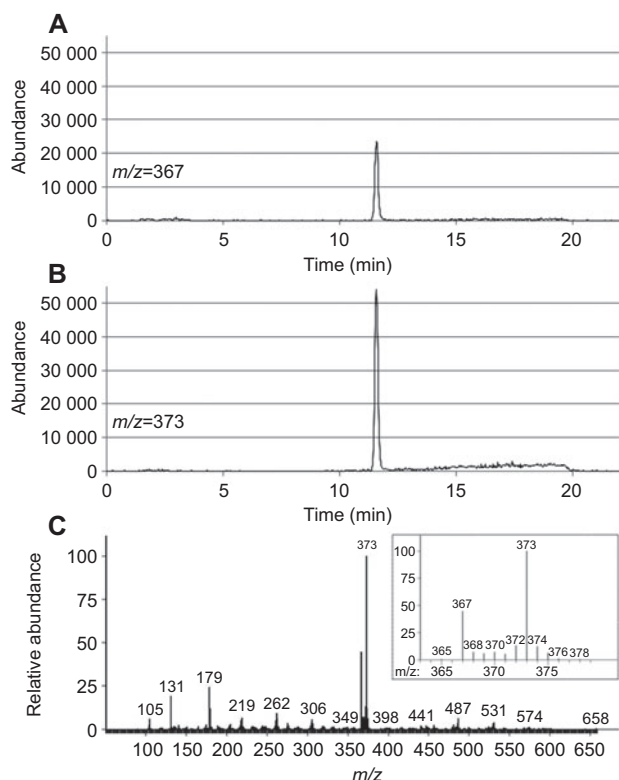 A
50 000
40 000
30 000
20 000
10 000
0
Abundance
m/z=367
0 5 10 15 20
Time (min)
B
50 000
40 000
30 000
20 000
10 000
0
Abundance
m/z=373
0 5 10 15 20
Time (min)
C
100
75
50
25
0
Relative abundance
373
105 131 179 219 262 306 349 398 441 487 531 574 658
100 150 200 250 300 350 400 450 500 550 600 650
m/z
100
75
50
25
0
373
367
365 368 370 372 374 376 378
m/z: 365 370 375